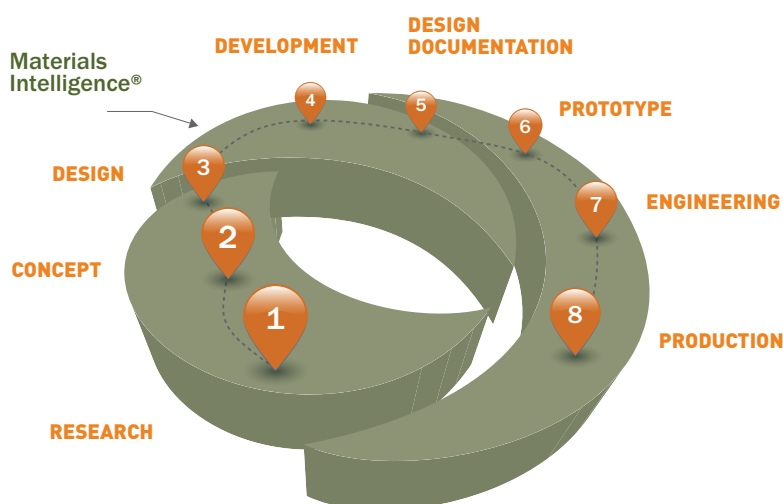 Materials
Intelligence®
DEVELOPMENT
DESIGN
DOCUMENTATION
PROTOTYPE
DESIGN
ENGINEERING
CONCEPT
PRODUCTION
RESEARCH
1
2
3
4
5
6
7
8